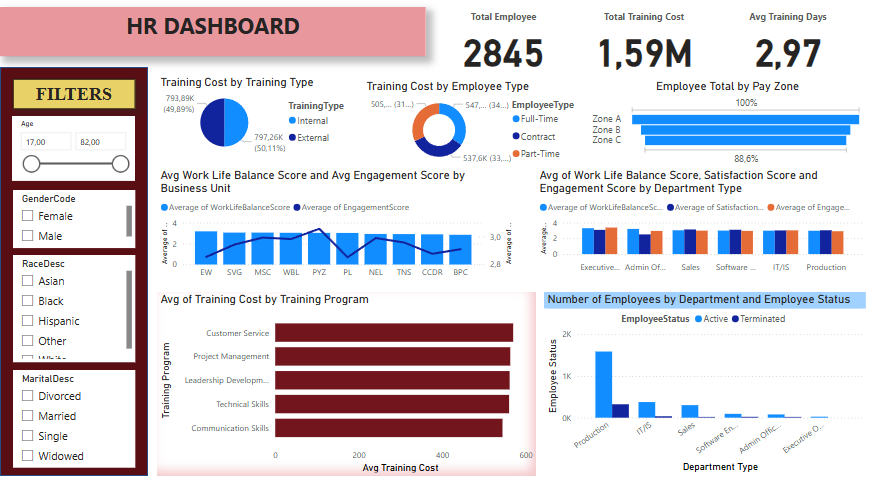 HR DASHBOARD
Total Employee
2845
Total Training Cost
1,59M
Avg Training Days
2,97
FILTERS
Age
17,00
82,00
GenderCode
Female
Male
RaceDesc
Asian
Black
Hispanic
Other
White
MaritalDesc
Divorced
Married
Single
Widowed
Training Cost by Training Type
793,89K
(49,89%)
797,26K
(50,11%)
TrainingType
Internal
External
Training Cost by Employee Type
505,... (31...)
547,... (34...)
537,6K (33,...)
EmployeeType
Full-Time
Contract
Part-Time
Employee Total by Pay Zone
100%
Zone A
Zone B
Zone C
88,6%
Avg Work Life Balance Score and Avg Engagement Score by
Business Unit
Average of WorkLifeBalanceScore
Average of EngagementScore
Average of ...
4
2
0
3,0
2,8
Average of ...
EW
SVG
MSC
WBL
PYZ
PL
NEL
TNS
CCDR
BPC
Avg of Work Life Balance Score, Satisfaction Score and
Engagement Score by Department Type
Average of WorkLifeBalanceSc...
Average of Satisfaction...
Average of Engage...
Average...
4
2
0
Executive...
Admin Of...
Sales
Software ...
IT/IS
Production
Avg of Training Cost by Training Program
Training Program
Customer Service
Project Management
Leadership Developm...
Technical Skills
Communication Skills
0
200
400
600
Avg Training Cost
Number of Employees by Department and Employee Status
EmployeeStatus
Active
Terminated
Employee Status
2K
1K
0K
Production
IT/IS
Sales
Software En...
Admin Offic...
Executive O...
Department Type